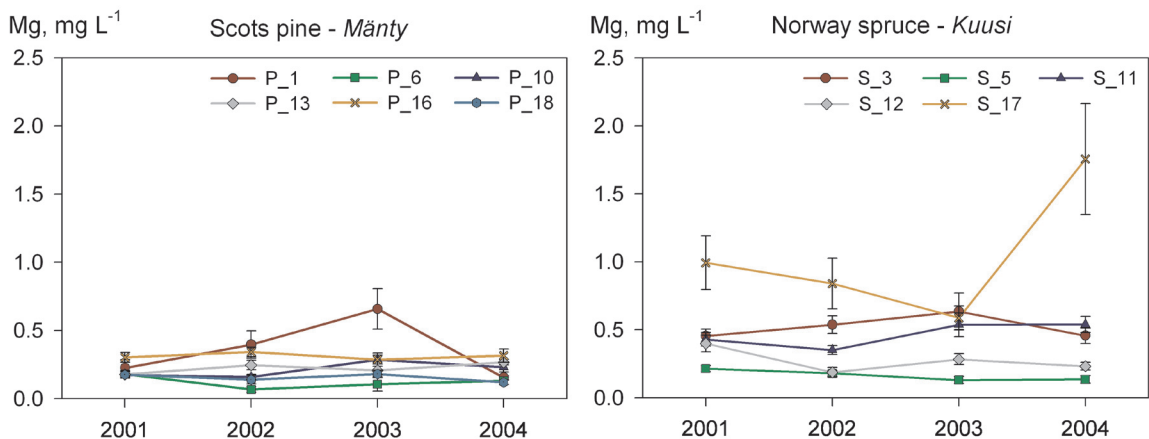 Mg, mg L⁻¹ Scots pine - Mänty
2.5
2.0
1.5
1.0
0.5
0.0
P_1 P_6 P_10
P_13 P_16 P_18
2001 2002 2003 2004
Mg, mg L⁻¹ Norway spruce - Kuusi
2.5
2.0
1.5
1.0
0.5
0.0
S_3 S_5 S_11
S_12 S_17
2001 2002 2003 2004